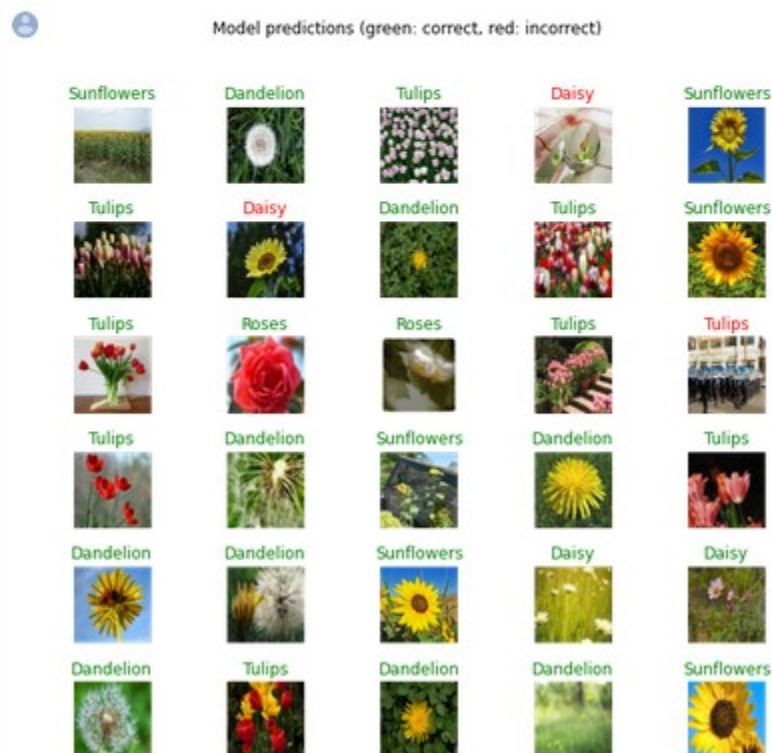 Model predictions (green: correct, red: incorrect)
Sunflowers Dandelion Tulips Daisy Sunflowers
Tulips Daisy Dandelion Tulips Sunflowers
Tulips Roses Roses Tulips Tulips
Tulips Dandelion Sunflowers Dandelion Tulips
Dandelion Dandelion Sunflowers Daisy Daisy
Dandelion Tulips Dandelion Dandelion Sunflowers